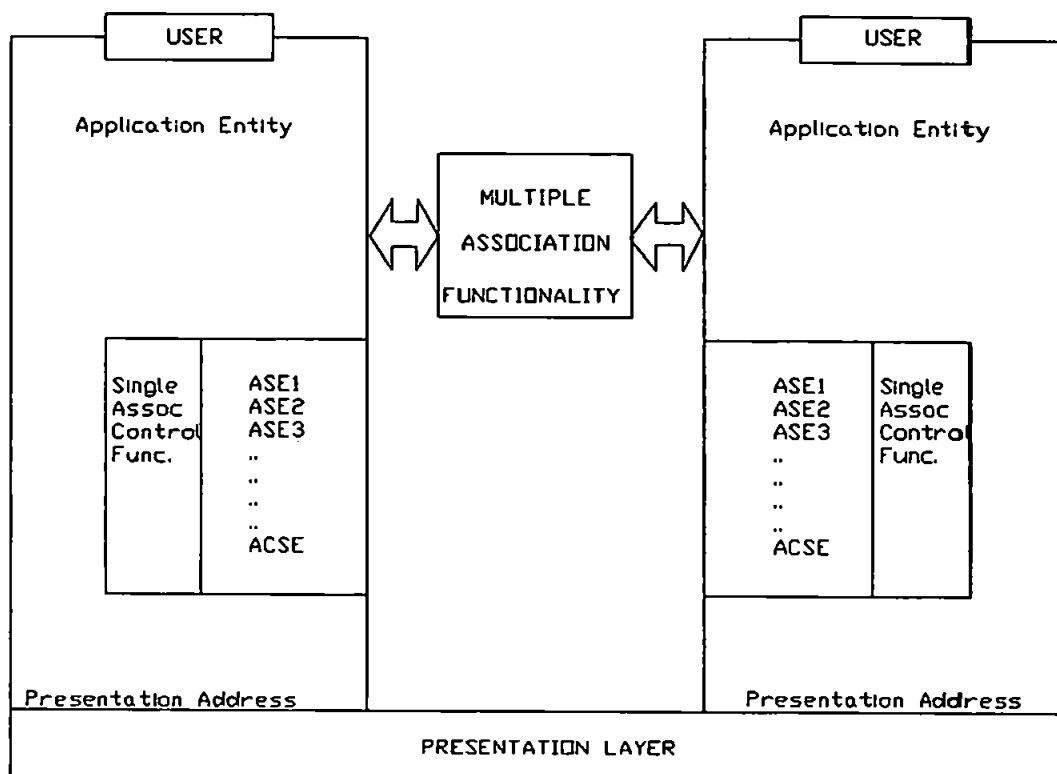 USER
USER
Application Entity
Application Entity
MULTIPLE
ASSOCIATION
FUNCTIONALITY
Single
Assoc
Control
Func.
ASE1
ASE2
ASE3
..
..
..
..
ACSE
ASE1
ASE2
ASE3
..
..
..
..
ACSE
Single
Assoc
Control
Func.
Presentation Address
Presentation Address
PRESENTATION LAYER